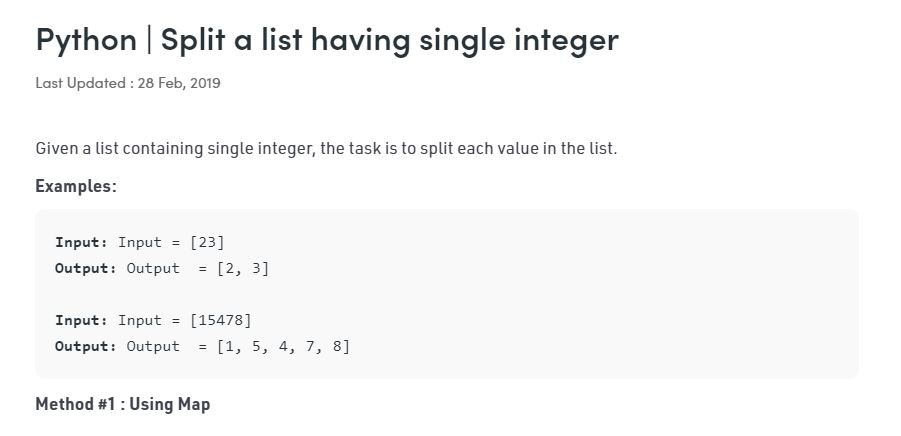 Python | Split a list having single integer
Last Updated : 28 Feb, 2019
Given a list containing single integer, the task is to split each value in the list.
Examples:
Input: Input = [23]
Output: Output  = [2, 3]
Input: Input = [15478]
Output: Output  = [1, 5, 4, 7, 8]
Method #1 : Using Map